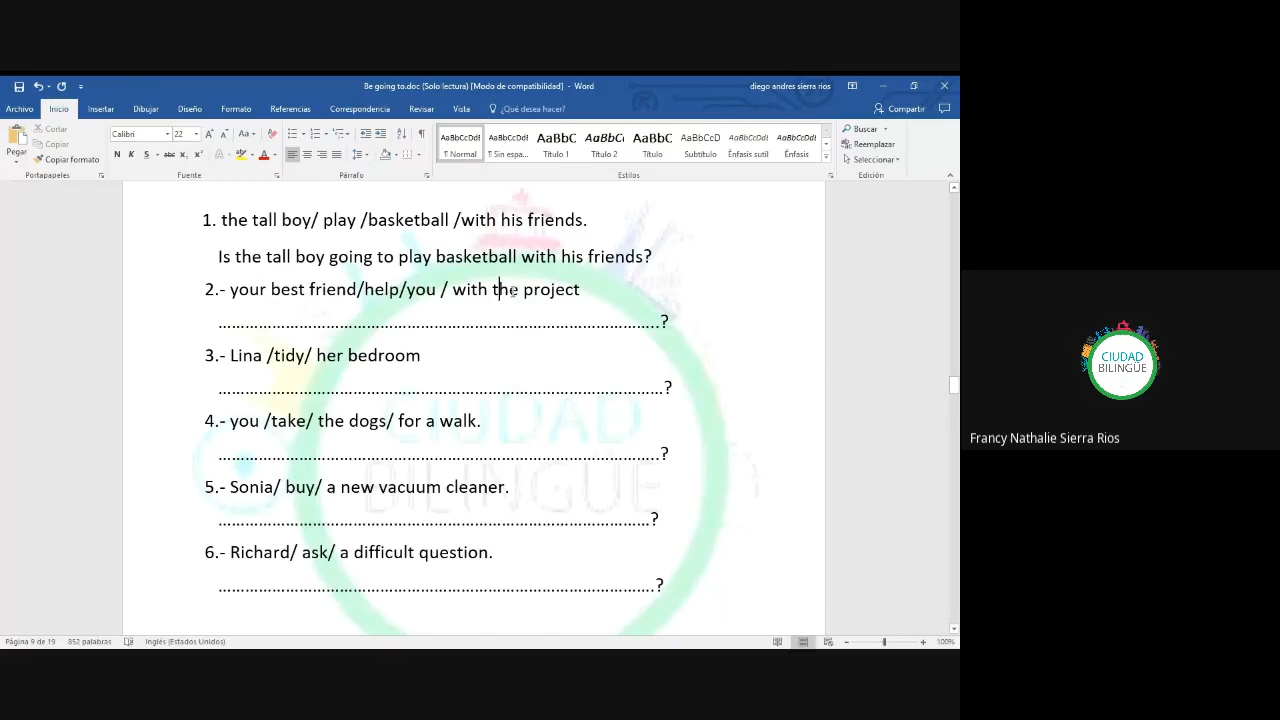 Be going to.doc (Solo lectura) [Modo de compatibilidad] - Word
diego andres sierra rios
Archivo Inicio Insertar Dibujar Diseño Formato Referencias Correspondencia Revisar Vista ¿Qué desea hacer? Compartir
Pegar
Cortar
Copiar
Copiar formato
Calibri 22
N K S abc x₂ x²
AaBbCcDdI AaBbCcDdI AaBbC AaBbCc AaBbC AaBbCcD AaBbCcDdI AaBbCcDdI
¶ Normal ¶ Sin espa... Título 1 Título 2 Título Subtítulo Énfasis sutil Énfasis
Buscar
Reemplazar
Seleccionar
Portapapeles Fuente Párrafo Estilos Edición
1. the tall boy/ play /basketball /with his friends.
Is the tall boy going to play basketball with his friends?
2.- your best friend/help/you / with the project
...........................................................................................?
3.- Lina /tidy/ her bedroom
...........................................................................................?
4.- you /take/ the dogs/ for a walk.
...........................................................................................?
5.- Sonia/ buy/ a new vacuum cleaner.
.........................................................................................?
6.- Richard/ ask/ a difficult question.
..........................................................................................?
CIUDAD
BILINGÜE
Página 9 de 19 852 palabras Inglés (Estados Unidos) 100%
CIUDAD
BILINGÜE
Francy Nathalie Sierra Rios